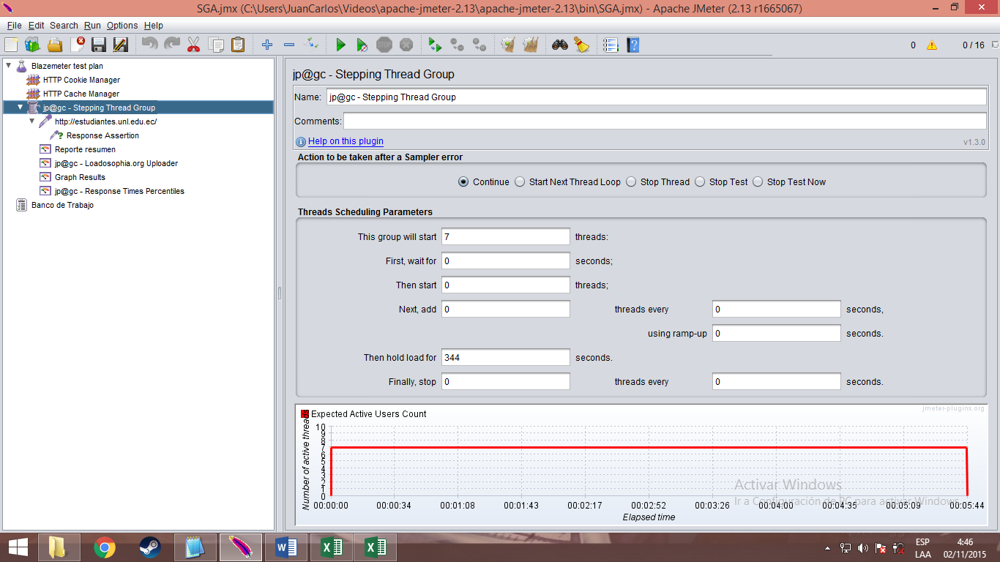 SGA.jmx (C:\Users\JuanCarlos\Videos\apache-jmeter-2.13\apache-jmeter-2.13\bin\SGA.jmx) - Apache JMeter (2.13 r1665067)
File Edit Search Run Options Help
0 0 / 16
Blazemeter test plan
HTTP Cookie Manager
HTTP Cache Manager
jp@gc - Stepping Thread Group
http://estudiantes.unl.edu.ec/
Response Assertion
Reporte resumen
jp@gc - Loadosophia.org Uploader
Graph Results
jp@gc - Response Times Percentiles
Banco de Trabajo
jp@gc - Stepping Thread Group
Name: jp@gc - Stepping Thread Group
Comments:
Help on this plugin v1.3.0
Action to be taken after a Sampler error
Continue Start Next Thread Loop Stop Thread Stop Test Stop Test Now
Threads Scheduling Parameters
This group will start 7 threads:
First, wait for 0 seconds;
Then start 0 threads;
Next, add 0 threads every 0 seconds,
using ramp-up 0 seconds.
Then hold load for 344 seconds.
Finally, stop 0 threads every 0 seconds.
jmeter-plugins.org
Expected Active Users Count
Number of active threads
10
9
8
7
6
5
4
3
2
1
0
00:00:00 00:00:34 00:01:08 00:01:43 00:02:17 00:02:52 00:03:26 00:04:00 00:04:35 00:05:09 00:05:44
Elapsed time
Activar Windows
Ir a Configuración de PC para activar Windows.
ESP 4:46
LAA 02/11/2015